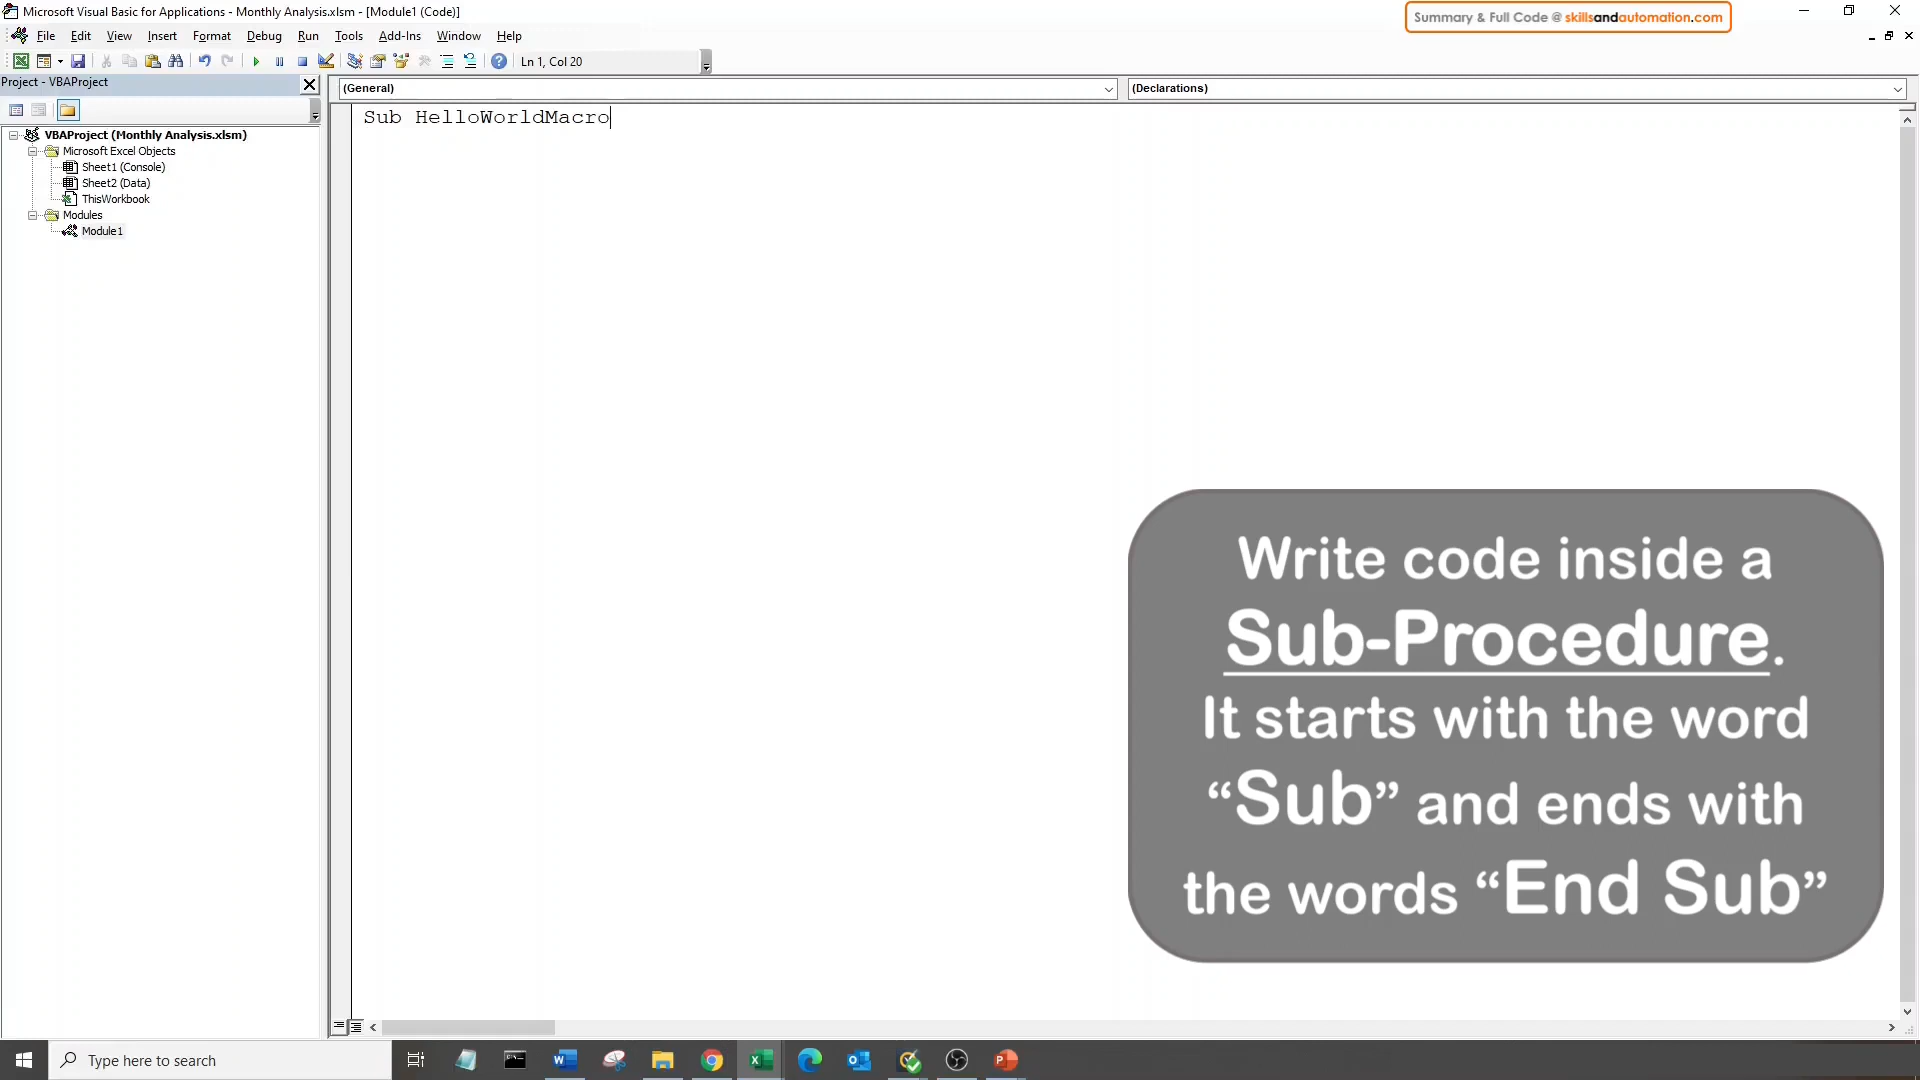 Microsoft Visual Basic for Applications - Monthly Analysis.xlsm - [Module1 (Code)]
Summary & Full Code @ skillsandautomation.com
File Edit View Insert Format Debug Run Tools Add-Ins Window Help
Ln 1, Col 20
Project - VBAProject
(General)
(Declarations)
VBAProject (Monthly Analysis.xlsm)
Microsoft Excel Objects
Sheet1 (Console)
Sheet2 (Data)
ThisWorkbook
Modules
Module1
Sub HelloWorldMacro
Write code inside a
Sub-Procedure.
It starts with the word
“Sub” and ends with
the words “End Sub”
Type here to search